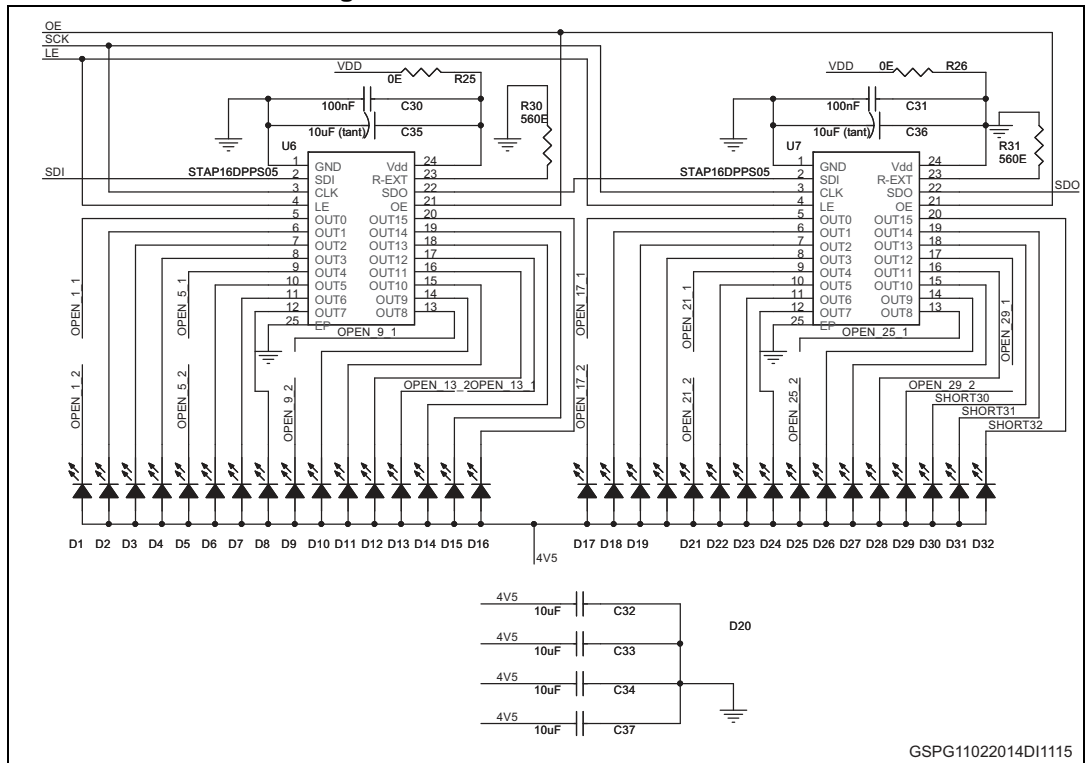 OE
SCK
LE
VDD 0E R25
100nF C30
10uF (tant) C35
R30
560E
U6
STAP16DPPS05
SDI
1 GND Vdd 24
2 SDI R-EXT 23
3 CLK SDO 22
4 LE OE 21
5 OUT0 OUT15 20
6 OUT1 OUT14 19
7 OUT2 OUT13 18
8 OUT3 OUT12 17
9 OUT4 OUT11 16
10 OUT5 OUT10 15
11 OUT6 OUT9 14
12 OUT7 OUT8 13
25 EP
VDD 0E R26
100nF C31
10uF (tant) C36
R31
560E
U7
STAP16DPPS05
SDO
1 GND Vdd 24
2 SDI R-EXT 23
3 CLK SDO 22
4 LE OE 21
5 OUT0 OUT15 20
6 OUT1 OUT14 19
7 OUT2 OUT13 18
8 OUT3 OUT12 17
9 OUT4 OUT11 16
10 OUT5 OUT10 15
11 OUT6 OUT9 14
12 OUT7 OUT8 13
25 EP
OPEN_1_1
OPEN_5_1
OPEN_9_1
OPEN_17_1
OPEN_21_1
OPEN_25_1
OPEN_29_1
OPEN_1_2
OPEN_5_2
OPEN_9_2
OPEN_13_2
OPEN_13_1
OPEN_17_2
OPEN_21_2
OPEN_25_2
OPEN_29_2
SHORT30
SHORT31
SHORT32
D1 D2 D3 D4 D5 D6 D7 D8 D9 D10 D11 D12 D13 D14 D15 D16 D17 D18 D19 D21 D22 D23 D24 D25 D26 D27 D28 D29 D30 D31 D32
4V5
4V5 10uF C32
D20
4V5 10uF C33
4V5 10uF C34
4V5 10uF C37
GSPG11022014DI1115